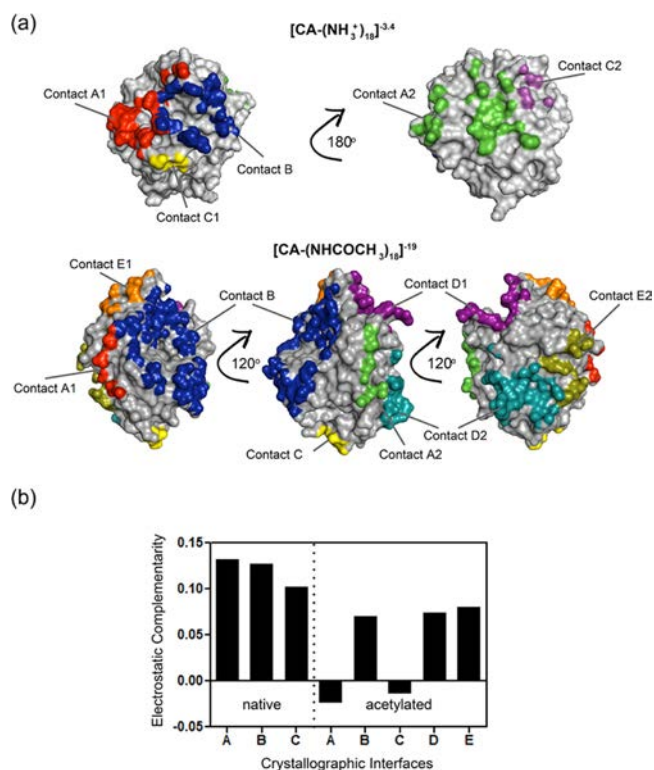 (a)
[CA-(NH₃⁺)₁₈]⁻³·⁴
Contact A1
Contact B
Contact C1
180°
Contact A2
Contact C2
[CA-(NHCOCH₃)₁₈]⁻¹⁹
Contact E1
Contact B
Contact D1
Contact E2
120°
120°
Contact A1
Contact C
Contact A2
Contact D2
(b)
Electrostatic Complementarity
0.15
0.10
0.05
0.00
-0.05
native
acetylated
A B C A B C D E
Crystallographic Interfaces